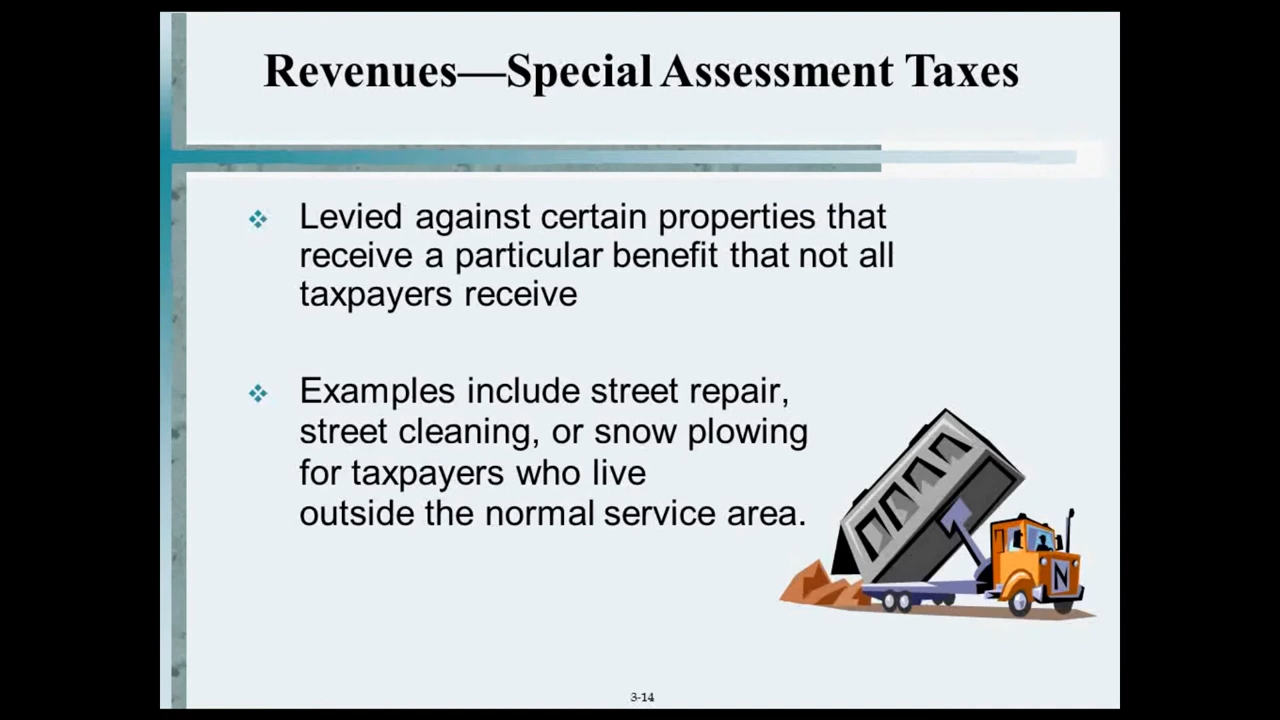 Revenues—Special Assessment Taxes
Levied against certain properties that
receive a particular benefit that not all
taxpayers receive
Examples include street repair,
street cleaning, or snow plowing
for taxpayers who live
outside the normal service area.
N
3-14